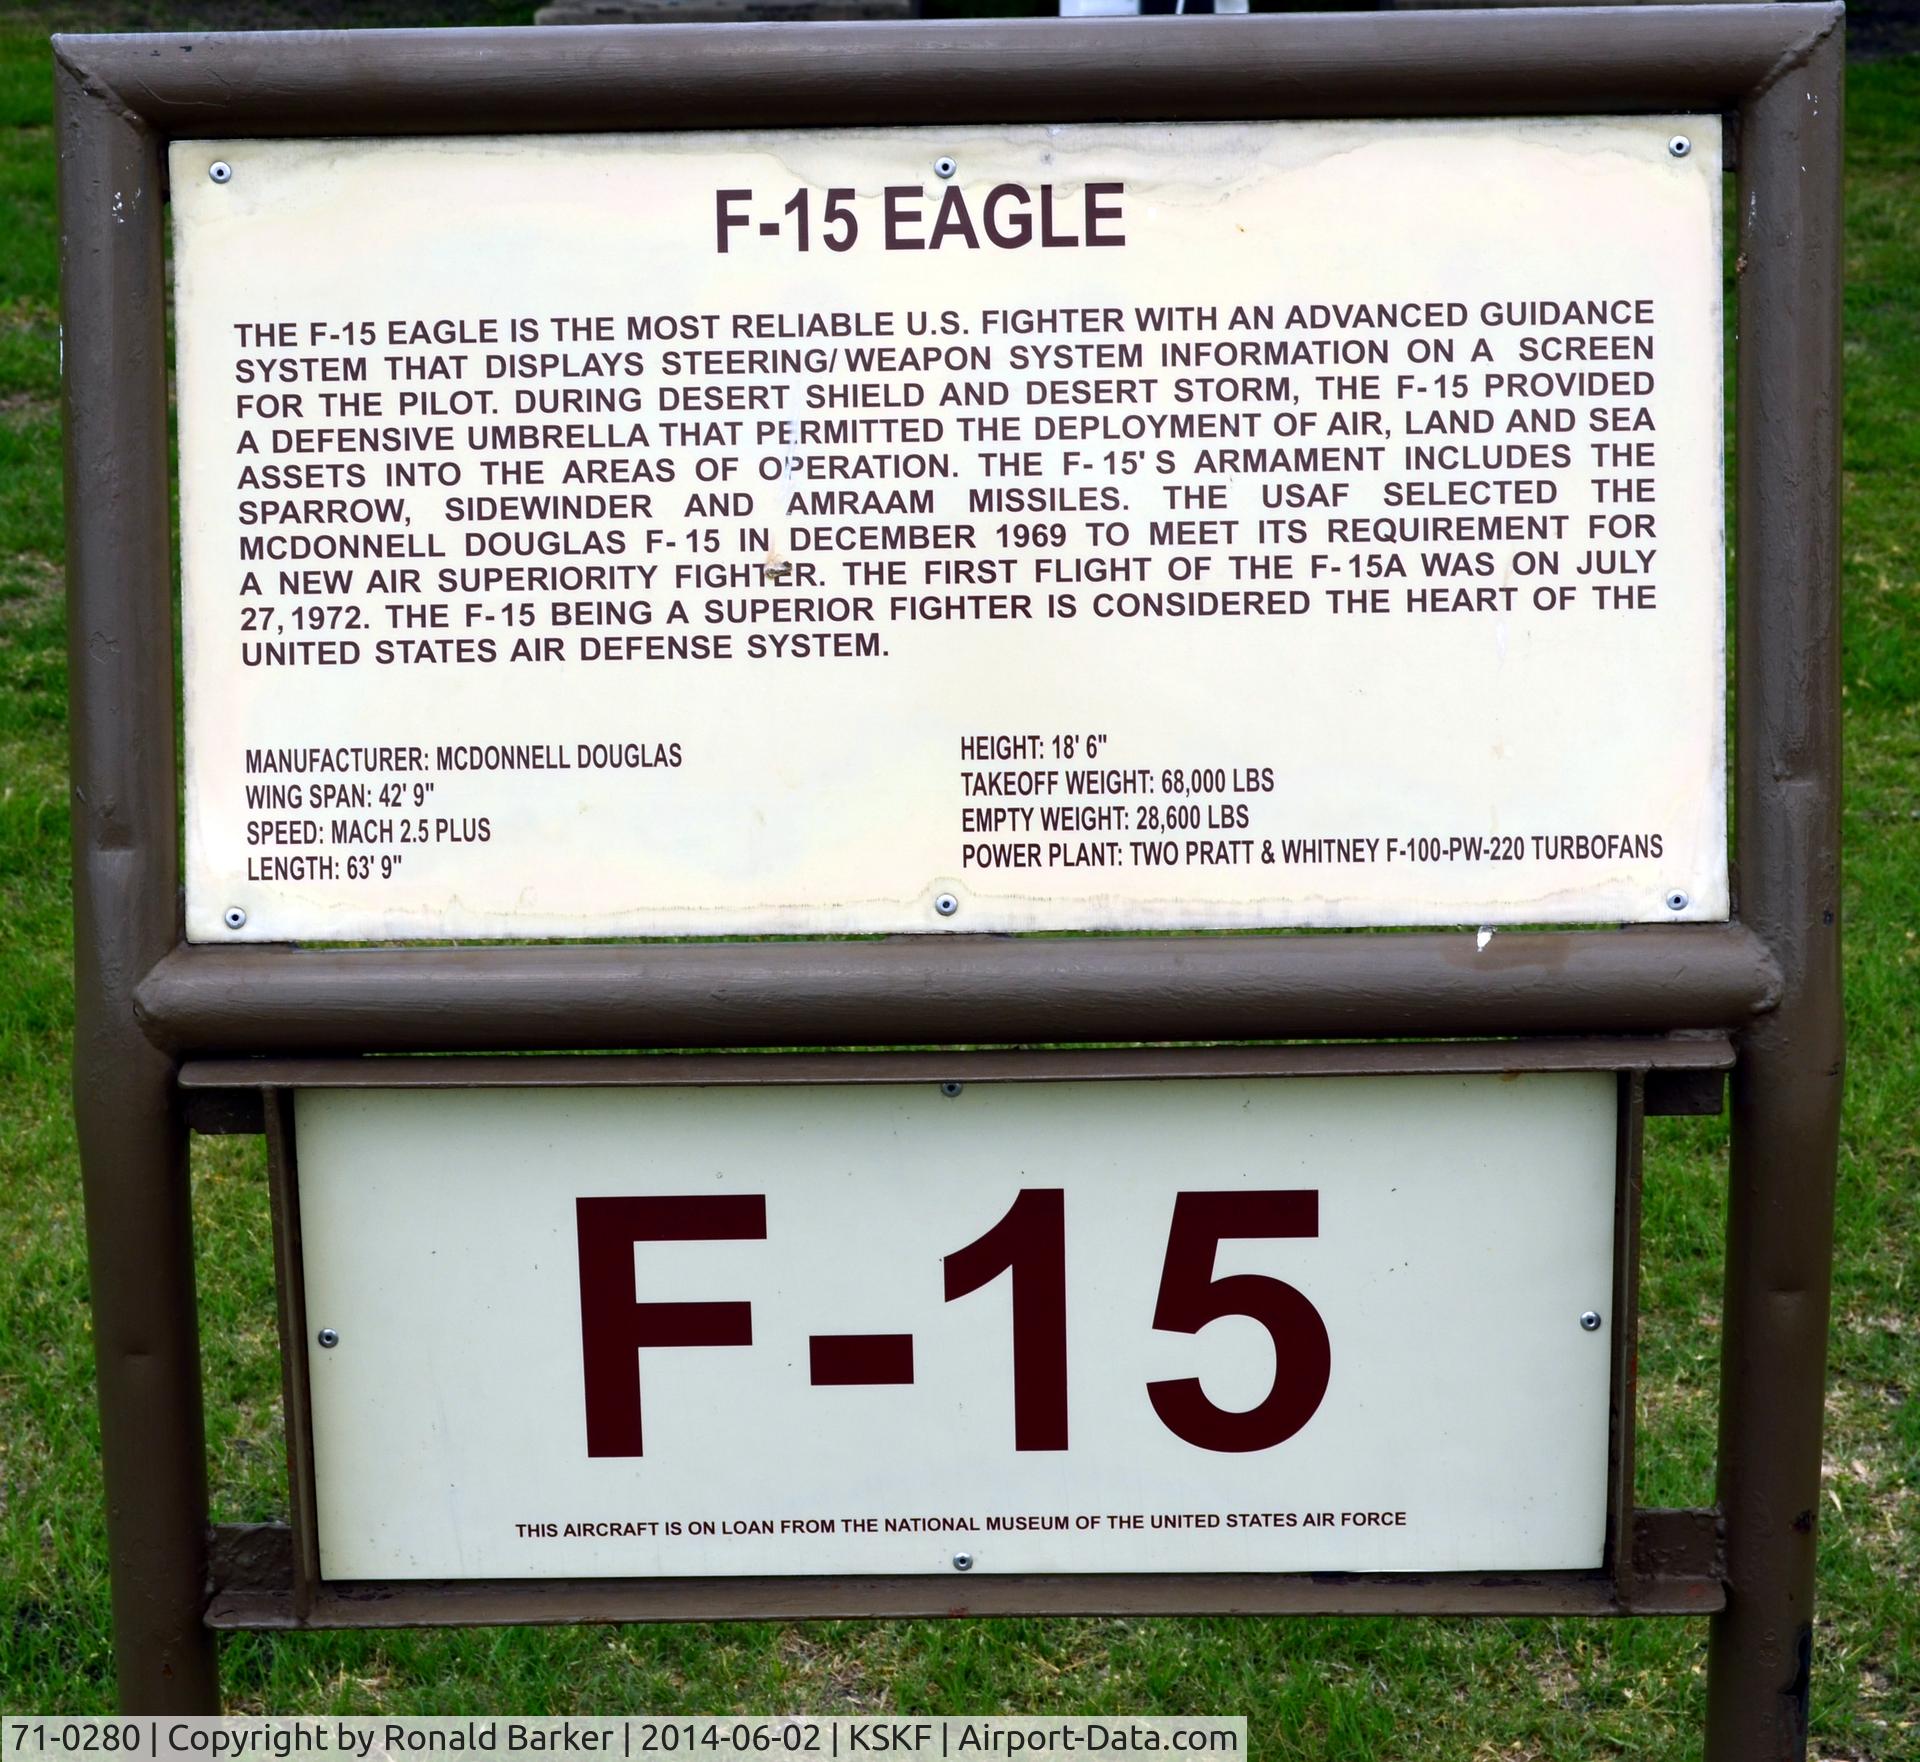 F-15 EAGLE
THE F-15 EAGLE IS THE MOST RELIABLE U.S. FIGHTER WITH AN ADVANCED GUIDANCE
SYSTEM THAT DISPLAYS STEERING/WEAPON SYSTEM INFORMATION ON A SCREEN
FOR THE PILOT. DURING DESERT SHIELD AND DESERT STORM, THE F-15 PROVIDED
A DEFENSIVE UMBRELLA THAT PERMITTED THE DEPLOYMENT OF AIR, LAND AND SEA
ASSETS INTO THE AREAS OF OPERATION. THE F-15'S ARMAMENT INCLUDES THE
SPARROW, SIDEWINDER AND AMRAAM MISSILES. THE USAF SELECTED THE
MCDONNELL DOUGLAS F-15 IN DECEMBER 1969 TO MEET ITS REQUIREMENT FOR
A NEW AIR SUPERIORITY FIGHTER. THE FIRST FLIGHT OF THE F-15A WAS ON JULY
27,1972. THE F-15 BEING A SUPERIOR FIGHTER IS CONSIDERED THE HEART OF THE
UNITED STATES AIR DEFENSE SYSTEM.
MANUFACTURER: MCDONNELL DOUGLAS
WING SPAN: 42' 9"
SPEED: MACH 2.5 PLUS
LENGTH: 63' 9"
HEIGHT: 18' 6"
TAKEOFF WEIGHT: 68,000 LBS
EMPTY WEIGHT: 28,600 LBS
POWER PLANT: TWO PRATT & WHITNEY F-100-PW-220 TURBOFANS
F-15
THIS AIRCRAFT IS ON LOAN FROM THE NATIONAL MUSEUM OF THE UNITED STATES AIR FORCE
71-0280 | Copyright by Ronald Barker | 2014-06-02 | KSKF | Airport-Data.com